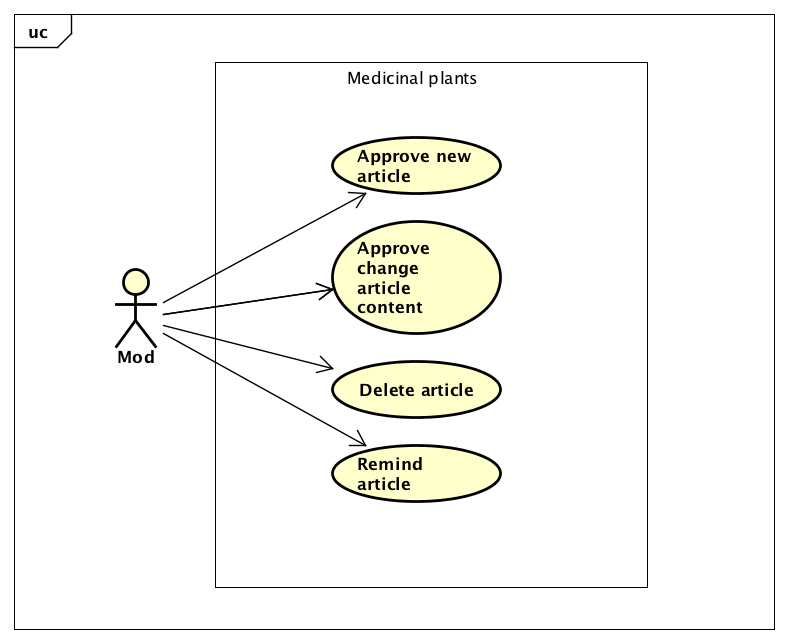 uc
Medicinal plants
Approve new
article
Approve
change
article
content
Mod
Delete article
Remind
article